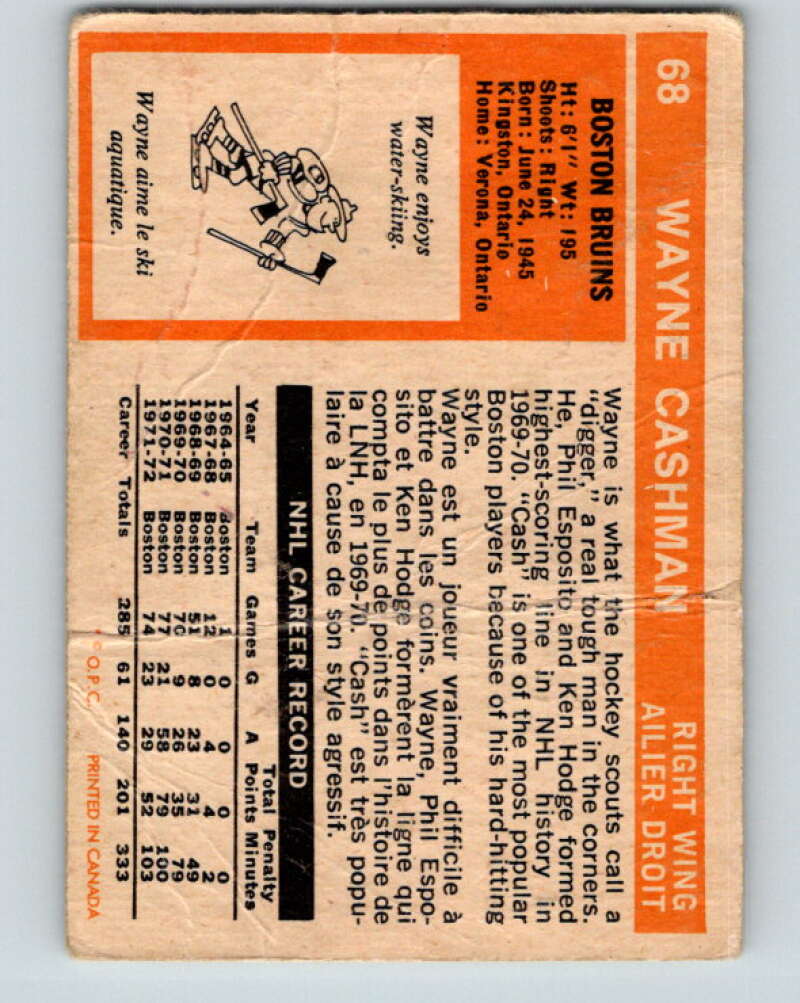 68 WAYNE CASHMAN RIGHT WING
AILIER DROIT
BOSTON BRUINS
Ht: 6'1" Wt: 195
Shoots: Right
Born: June 24, 1945
Kingston, Ontario
Home: Verona, Ontario
Wayne enjoys
water-skiing.
Wayne aime le ski
aquatique.
Wayne is what the hockey scouts call a
"digger," a real tough man in the corners.
He, Phil Esposito and Ken Hodge formed
highest-scoring line in NHL history in
1969-70. "Cash" is one of the most popular
Boston players because of his hard-hitting
style.
Wayne est un joueur vraiment difficile à
battre dans les coins. Wayne, Phil Espo-
sito et Ken Hodge formèrent la ligne qui
compta le plus de points dans l'histoire de
la LNH, en 1969-70. "Cash" est très popu-
laire à cause de son style agressif.
NHL CAREER RECORD
Total Penalty
Year Team Games G A Points Minutes
1964-65 Boston 1 0 0 0 0
1967-68 Boston 12 0 4 4 2
1968-69 Boston 51 8 23 31 49
1969-70 Boston 70 9 26 35 79
1970-71 Boston 77 21 58 79 100
1971-72 Boston 74 23 29 52 103
Career Totals 285 61 140 201 333
© O.P.C. PRINTED IN CANADA